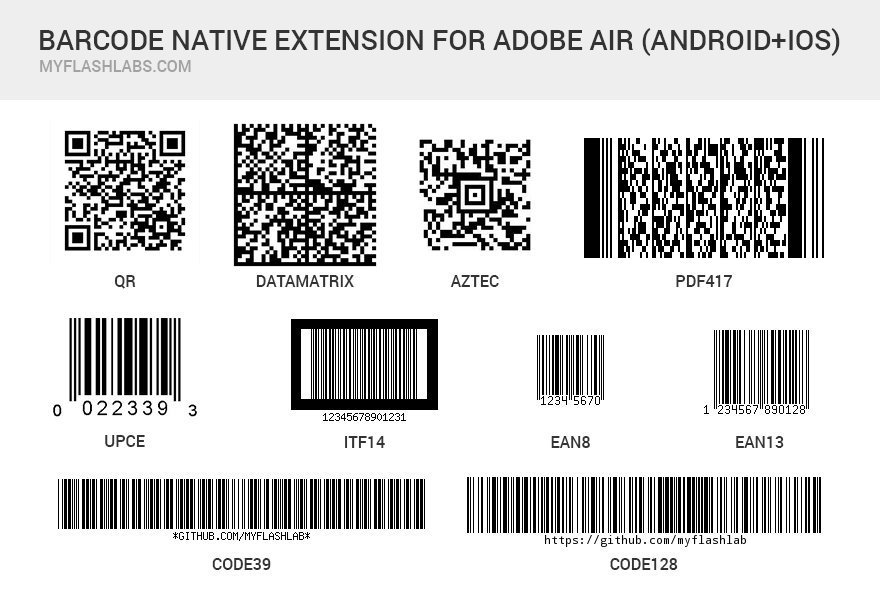 BARCODE NATIVE EXTENSION FOR ADOBE AIR (ANDROID+IOS)
MYFLASHLABS.COM
QR
DATAMATRIX
AZTEC
PDF417
0 022339 3
UPCE
12345678901231
ITF14
1234 5670
EAN8
1 234567 890128
EAN13
*GITHUB.COM/MYFLASHLAB*
CODE39
https://github.com/myflashlab
CODE128